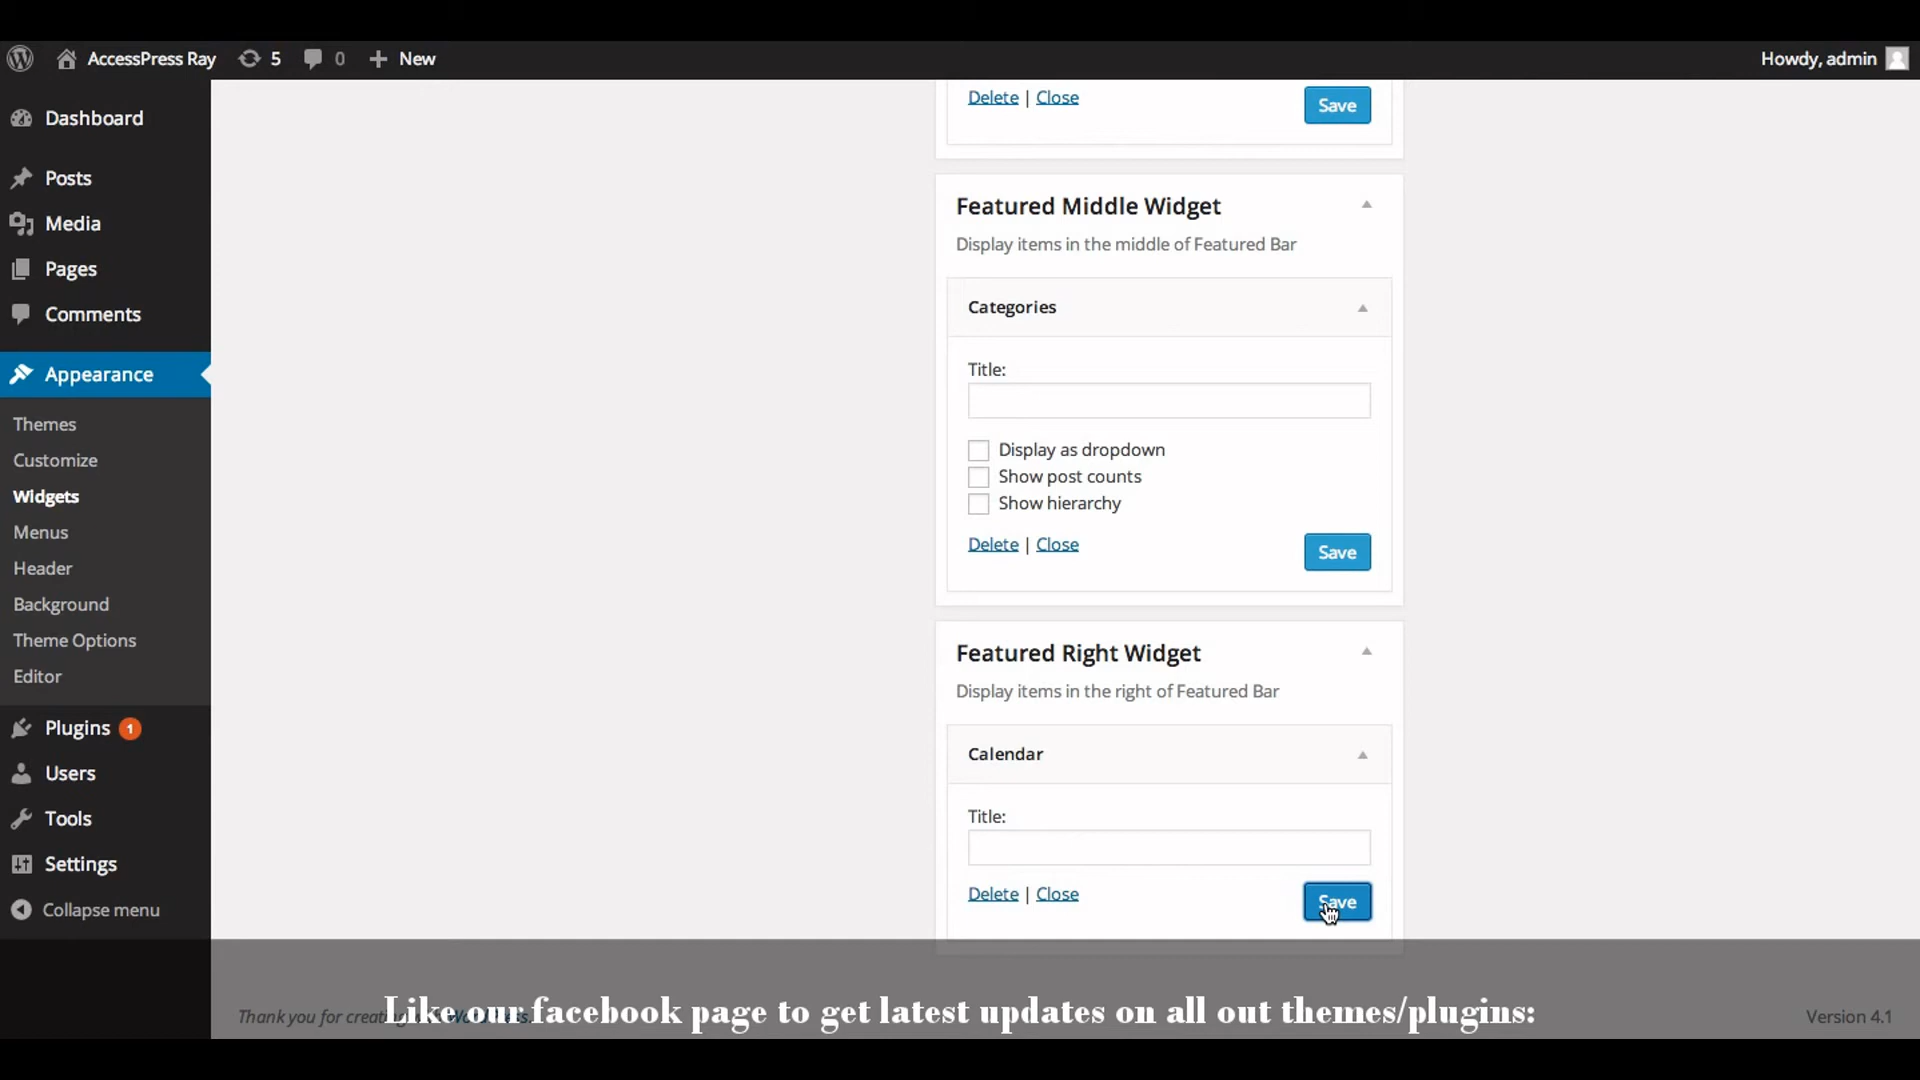 AccessPress Ray 5 0 New Howdy, admin
Dashboard
Posts
Media
Pages
Comments
Appearance
Themes
Customize
Widgets
Menus
Header
Background
Theme Options
Editor
Plugins 1
Users
Tools
Settings
Collapse menu
Delete | Close Save
Featured Middle Widget
Display items in the middle of Featured Bar
Categories
Title:
Display as dropdown
Show post counts
Show hierarchy
Delete | Close Save
Featured Right Widget
Display items in the right of Featured Bar
Calendar
Title:
Delete | Close Save
Thank you for creating
Like our facebook page to get latest updates on all out themes/plugins:
Version 4.1